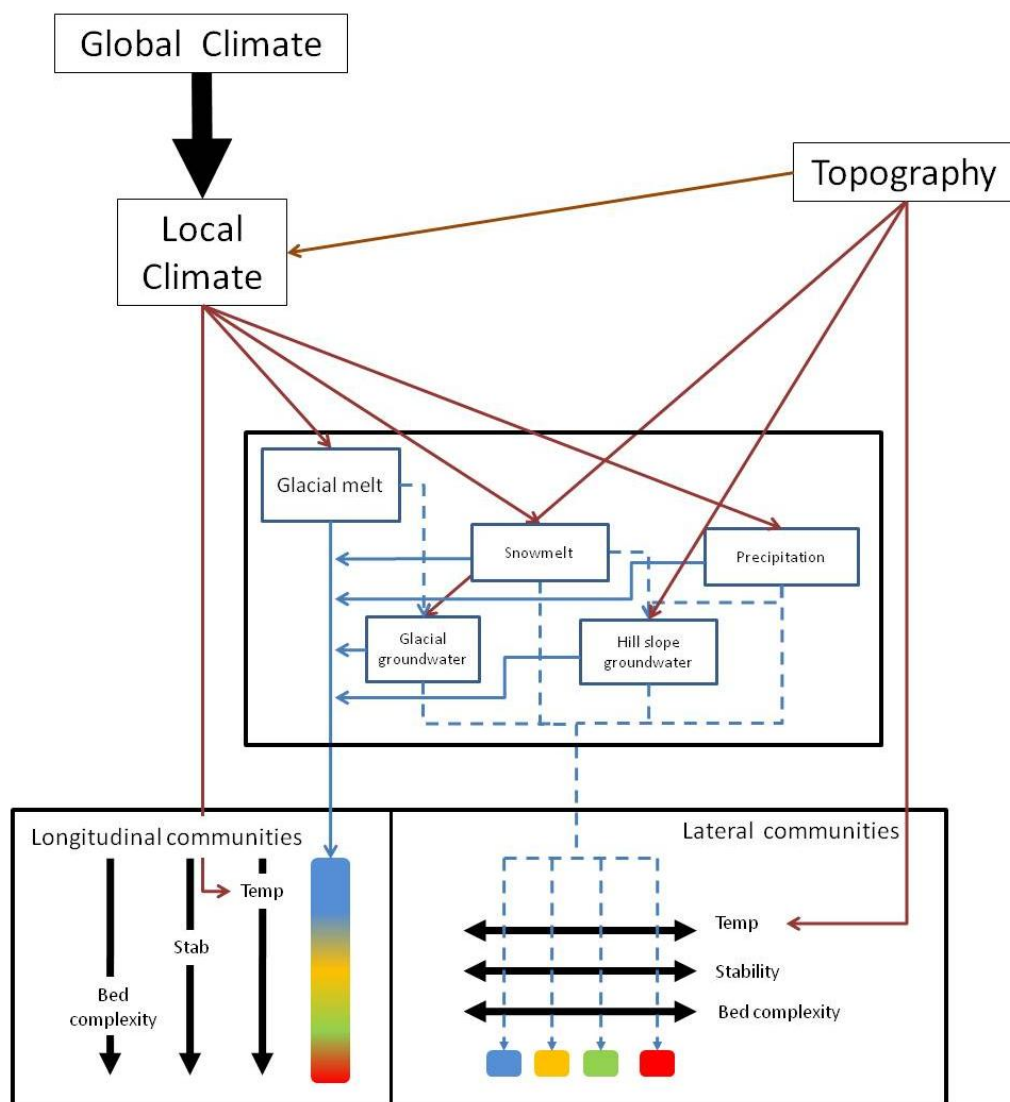 Global Climate
Topography
Local
Climate
Glacial melt
Snowmelt
Precipitation
Glacial
groundwater
Hill slope
groundwater
Longitudinal communities
Temp
Stab
Bed
complexity
Lateral communities
Temp
Stability
Bed complexity